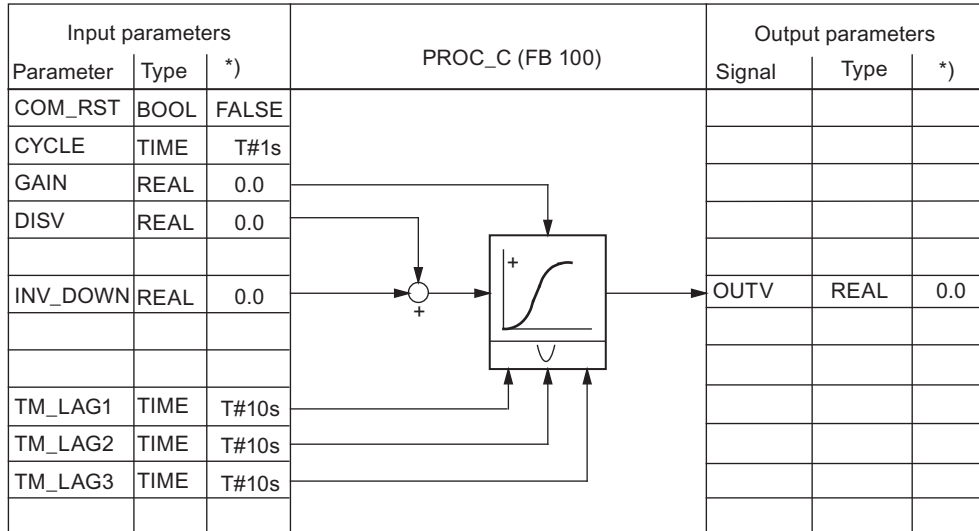 Input parameters PROC_C (FB 100) Output parameters
Parameter Type *) Signal Type *)
COM_RST BOOL FALSE
CYCLE TIME T#1s
GAIN REAL 0.0
DISV REAL 0.0
+
INV_DOWN REAL 0.0 OUTV REAL 0.0
+
TM_LAG1 TIME T#10s
TM_LAG2 TIME T#10s
TM_LAG3 TIME T#10s